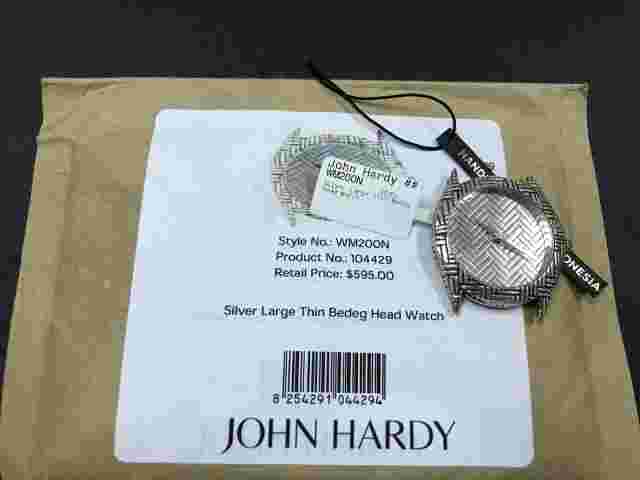 John Hardy ##
WM200N
HAND
ONESIA
Style No.: WM200N
Product No.: 104429
Retail Price: $595.00
Silver Large Thin Bedeg Head Watch
8 254291 044294
JOHN HARDY